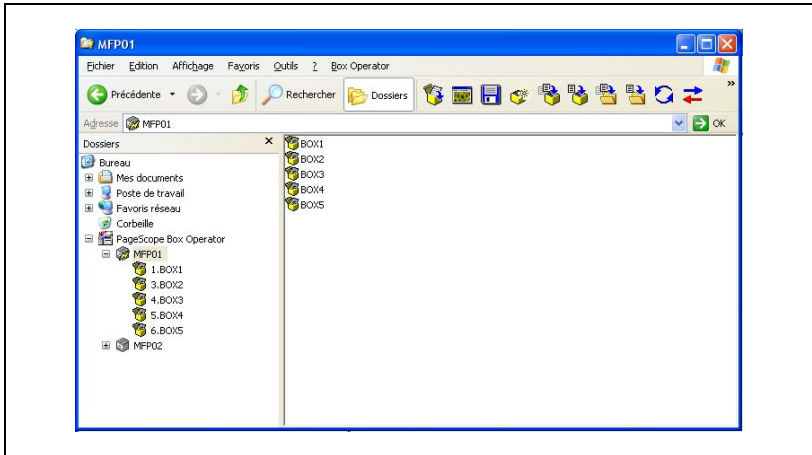 MFP01
Fichier Edition Affichage Favoris Outils ? Box Operator
Précédente Rechercher Dossiers »
Adresse MFP01 OK
Dossiers
Bureau
Mes documents
Poste de travail
Favoris réseau
Corbeille
PageScope Box Operator
MFP01
1.BOX1
3.BOX2
4.BOX3
5.BOX4
6.BOX5
MFP02
BOX1
BOX2
BOX3
BOX4
BOX5